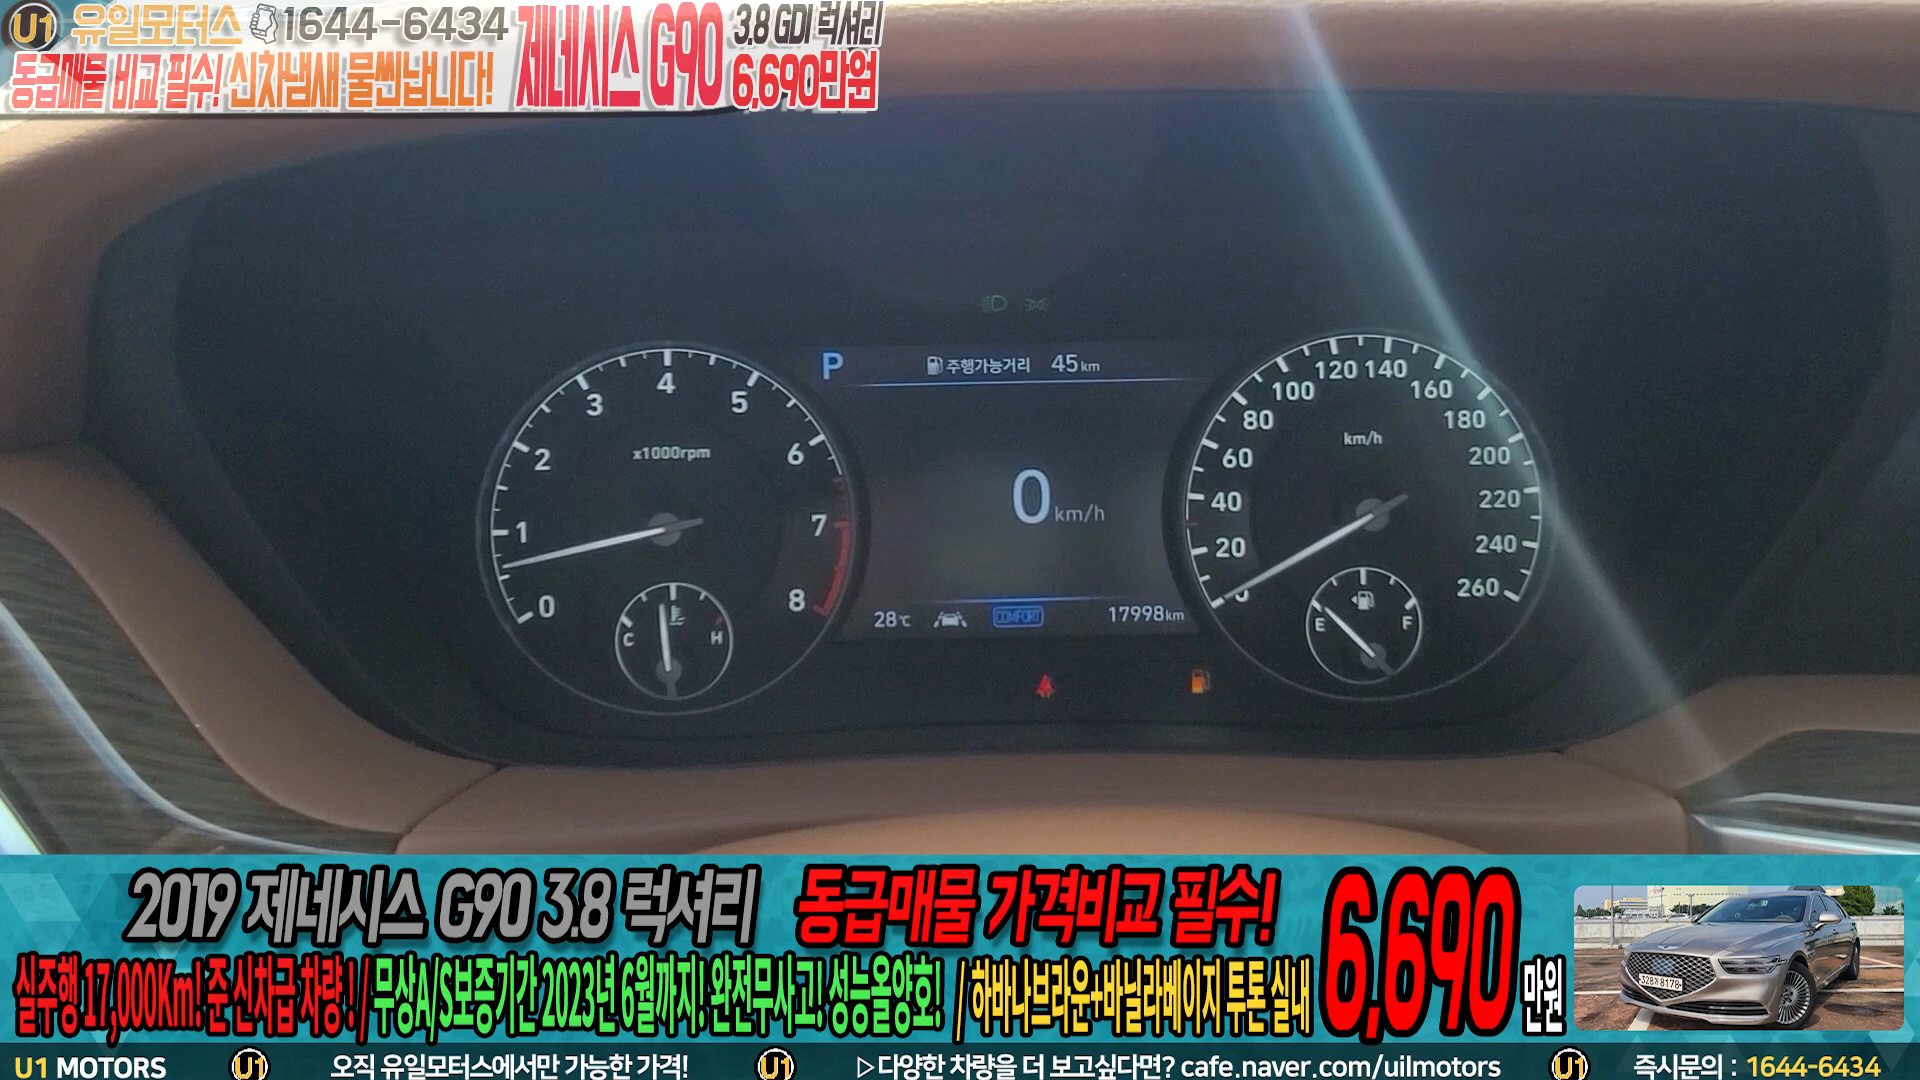 U1 유일모터스 1644-6434
동급매물 비교 필수! 신차냄새 물씬납니다!
제네시스 G90
3.8 GDI 럭셔리
6,690만원
P 주행가능거리 45 km
0 1 2 3 4 5 6 7 8
x1000rpm
C H
0 km/h
28℃ COMFORT 17998 km
0 20 40 60 80 100 120 140 160 180 200 220 240 260
km/h
E F
2019 제네시스 G90 3.8 럭셔리 동급매물 가격비교 필수!
실주행 17,000Km! 준 신차급 차량! / 무상A/S보증기간 2023년 6월까지! 완전무사고! 성능올양호! / 하바나브라운+바닐라베이지 투톤 실내
6,690 만원
U1 MOTORS U1 오직 유일모터스에서만 가능한 가격! U1 ▷다양한 차량을 더 보고싶다면? cafe.naver.com/uilmotors U1 즉시문의 : 1644-6434